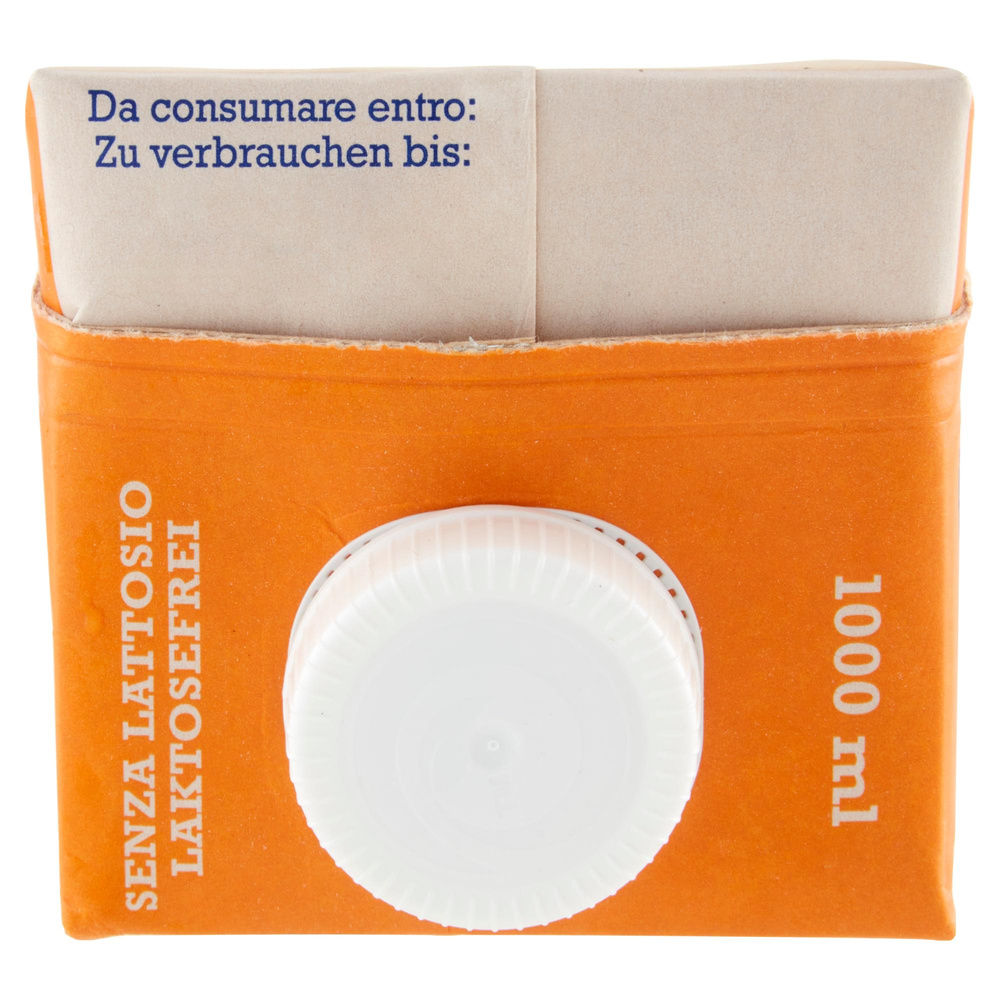 Da consumare entro:
Zu verbrauchen bis:
SENZA LATTOSIO
LAKTOSEFREI
1000 ml